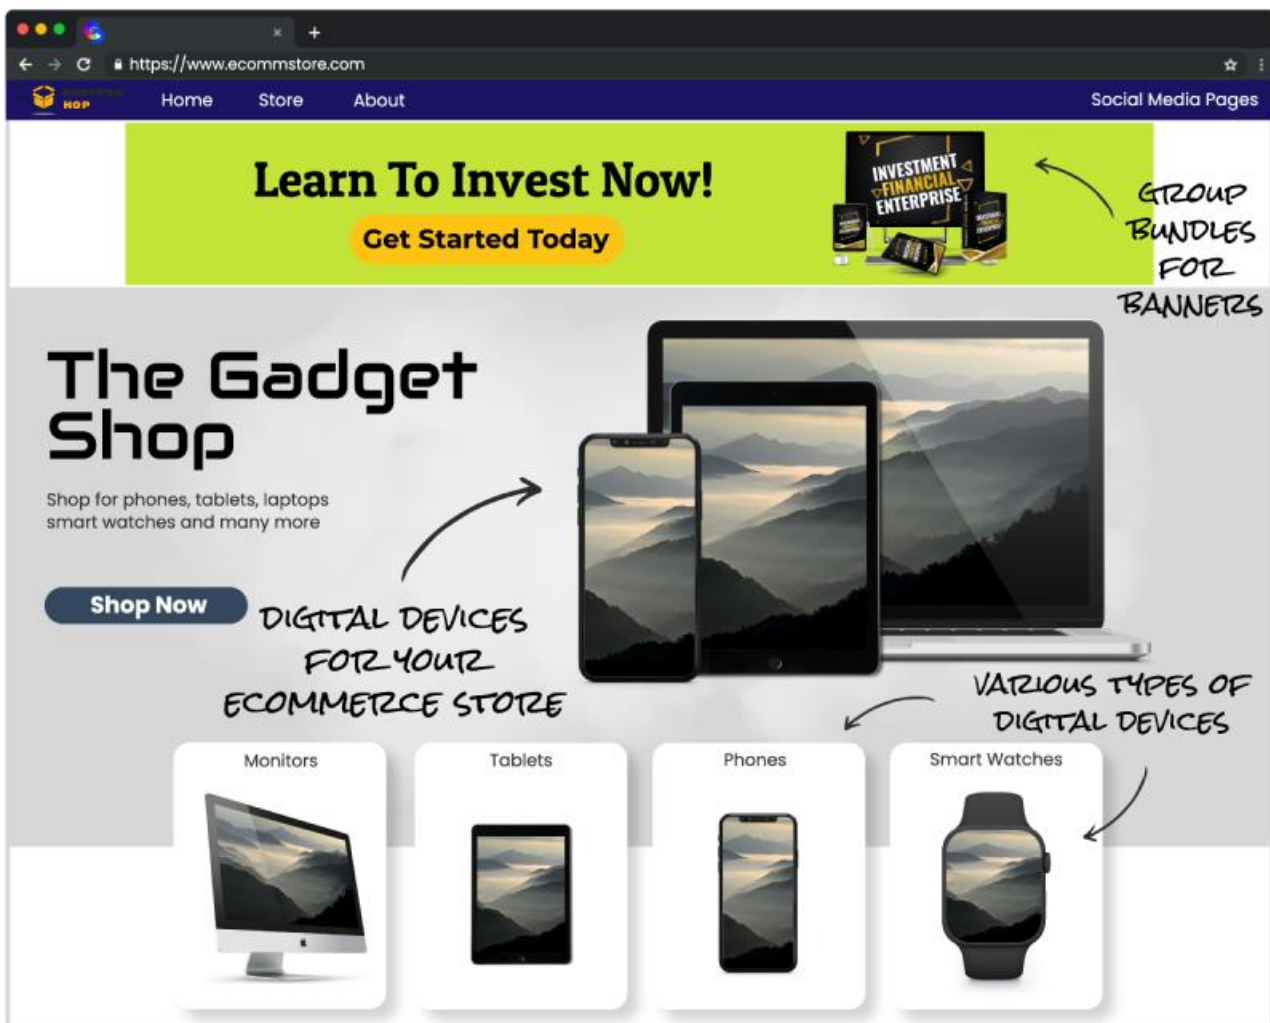 https://www.ecommstore.com
HOP
Home
Store
About
Social Media Pages
Learn To Invest Now!
Get Started Today
INVESTMENT
FINANCIAL
ENTERPRISE
GROUP
BUNDLES
FOR
BANNERS
The Gadget
Shop
Shop for phones, tablets, laptops
smart watches and many more
Shop Now
DIGITAL DEVICES
FOR YOUR
ECOMMERCE STORE
VARIOUS TYPES OF
DIGITAL DEVICES
Monitors
Tablets
Phones
Smart Watches